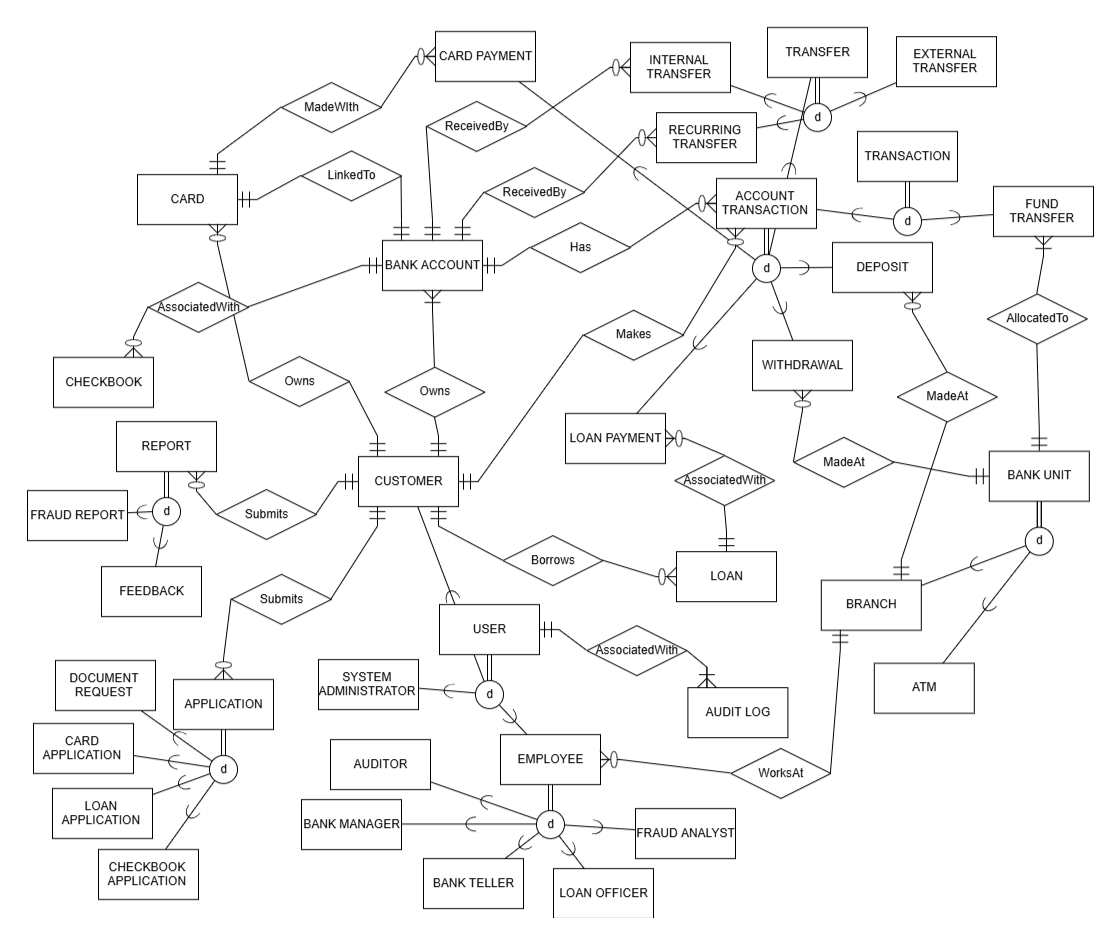 CARD PAYMENT
INTERNAL
TRANSFER
TRANSFER
EXTERNAL
TRANSFER
MadeWIth
ReceivedBy
d
RECURRING
TRANSFER
TRANSACTION
CARD
LinkedTo
ReceivedBy
ACCOUNT
TRANSACTION
d
FUND
TRANSFER
BANK ACCOUNT
Has
d
DEPOSIT
AssociatedWith
CHECKBOOK
Owns
Owns
Makes
WITHDRAWAL
AllocatedTo
MadeAt
REPORT
LOAN PAYMENT
MadeAt
CUSTOMER
AssociatedWith
BANK UNIT
FRAUD REPORT
d
Submits
d
FEEDBACK
Submits
Borrows
LOAN
BRANCH
USER
AssociatedWith
DOCUMENT
REQUEST
SYSTEM
ADMINISTRATOR
d
ATM
APPLICATION
AUDIT LOG
CARD
APPLICATION
d
AUDITOR
EMPLOYEE
WorksAt
LOAN
APPLICATION
BANK MANAGER
d
FRAUD ANALYST
CHECKBOOK
APPLICATION
BANK TELLER
LOAN OFFICER